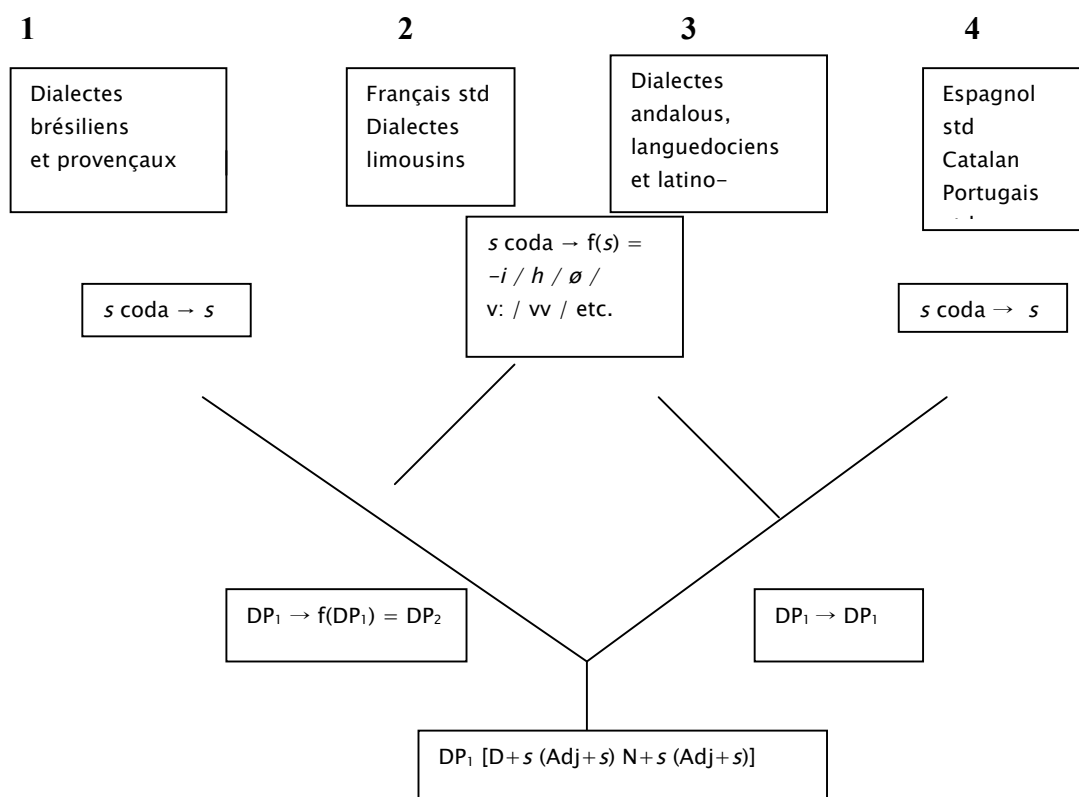 1
2
3
4
Dialectes
brésiliens
et provençaux
Français std
Dialectes
limousins
Dialectes
andalous,
languedociens
et latino-
Espagnol
std
Catalan
Portugais
s coda → f(s) =
-i / h / ø /
v: / vv / etc.
s coda → s
s coda → s
DP₁ → f(DP₁) = DP₂
DP₁ → DP₁
DP₁ [D+s (Adj+s) N+s (Adj+s)]